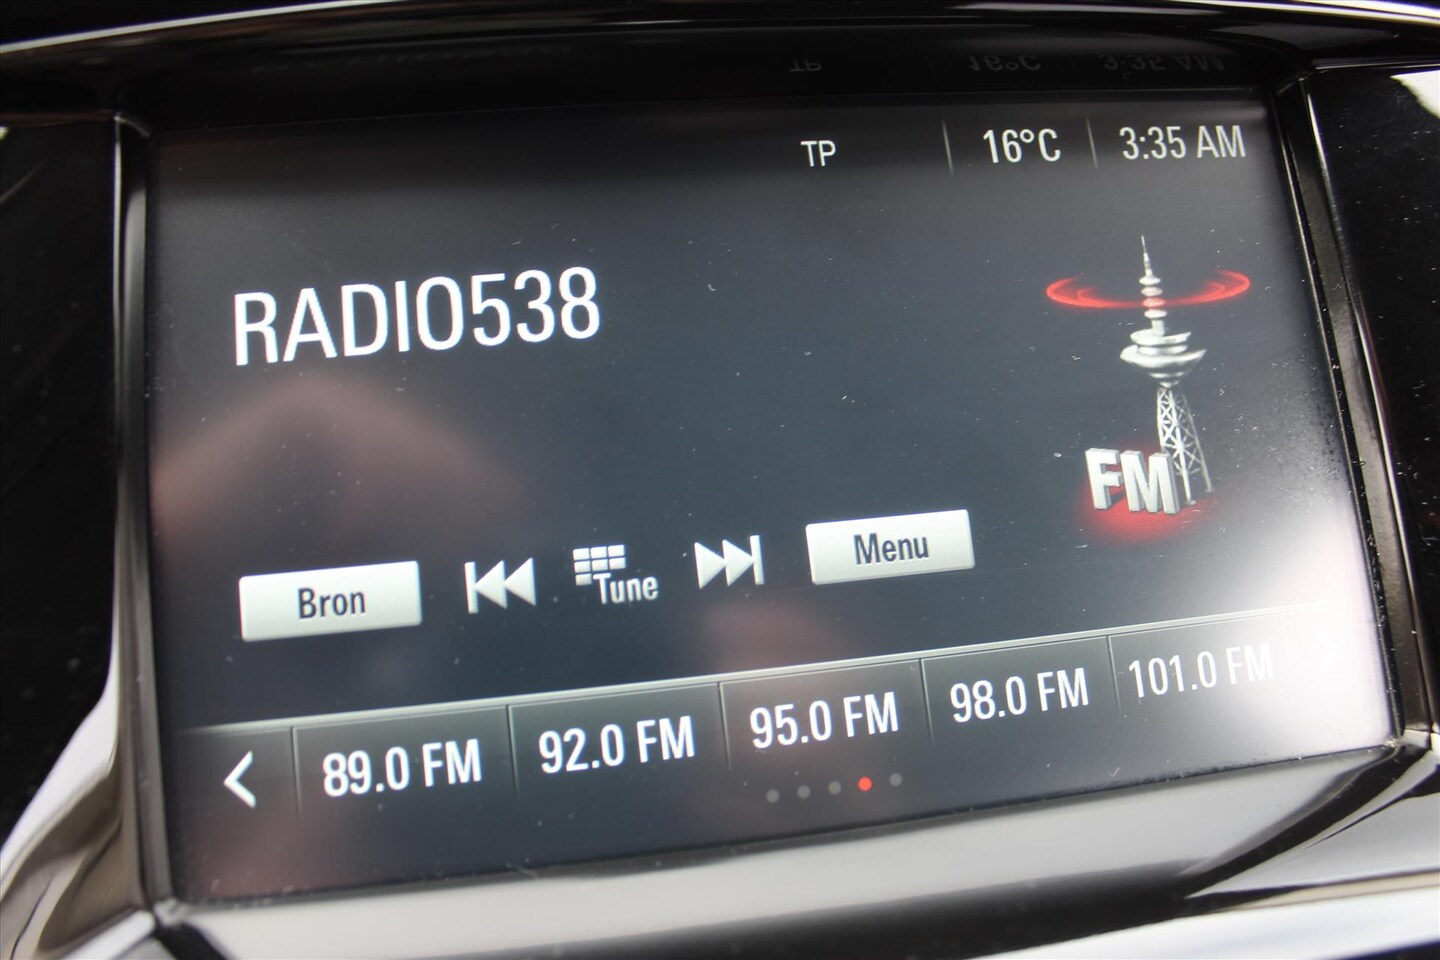 TP 16°C 3:35 AM
RADIO538
FM
Bron Tune Menu
89.0 FM 92.0 FM 95.0 FM 98.0 FM 101.0 FM